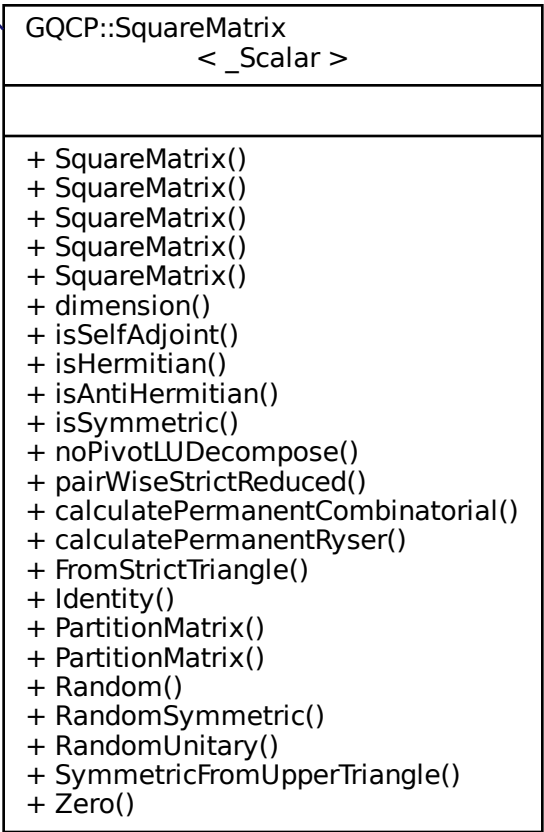 GQCP::SquareMatrix
< _Scalar >
+ SquareMatrix()
+ SquareMatrix()
+ SquareMatrix()
+ SquareMatrix()
+ SquareMatrix()
+ dimension()
+ isSelfAdjoint()
+ isHermitian()
+ isAntiHermitian()
+ isSymmetric()
+ noPivotLUDecompose()
+ pairWiseStrictReduced()
+ calculatePermanentCombinatorial()
+ calculatePermanentRyser()
+ FromStrictTriangle()
+ Identity()
+ PartitionMatrix()
+ PartitionMatrix()
+ Random()
+ RandomSymmetric()
+ RandomUnitary()
+ SymmetricFromUpperTriangle()
+ Zero()